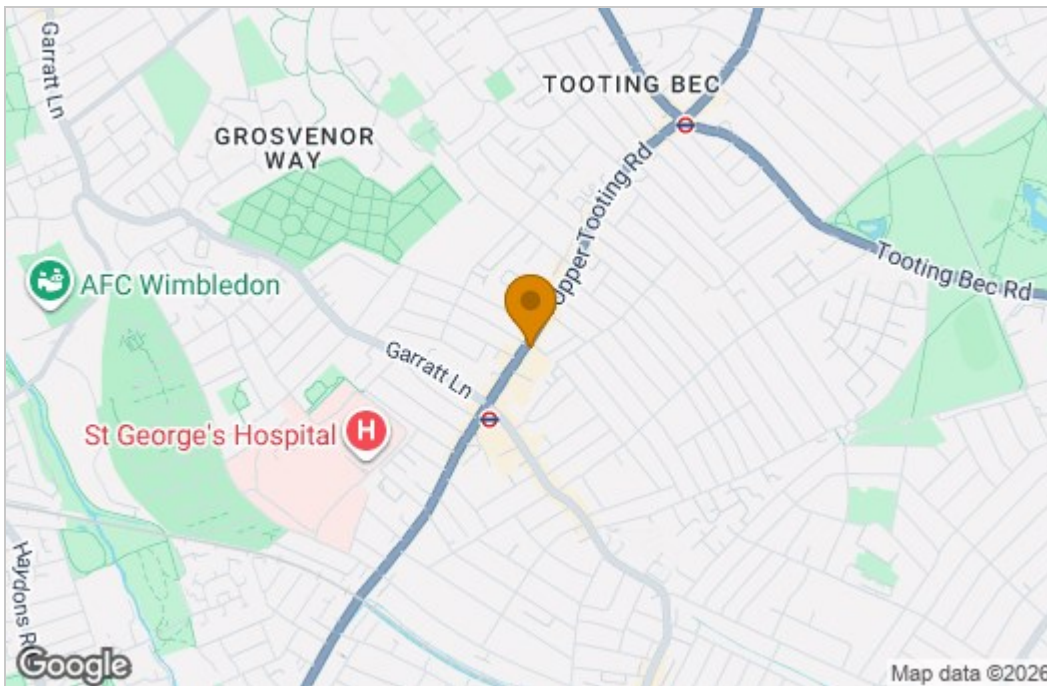 Garratt Ln
TOOTING BEC
GROSVENOR
WAY
Upper Tooting Rd
Tooting Bec Rd
AFC Wimbledon
Garratt Ln
St George's Hospital
H
Haydons
Google
Map data ©2026